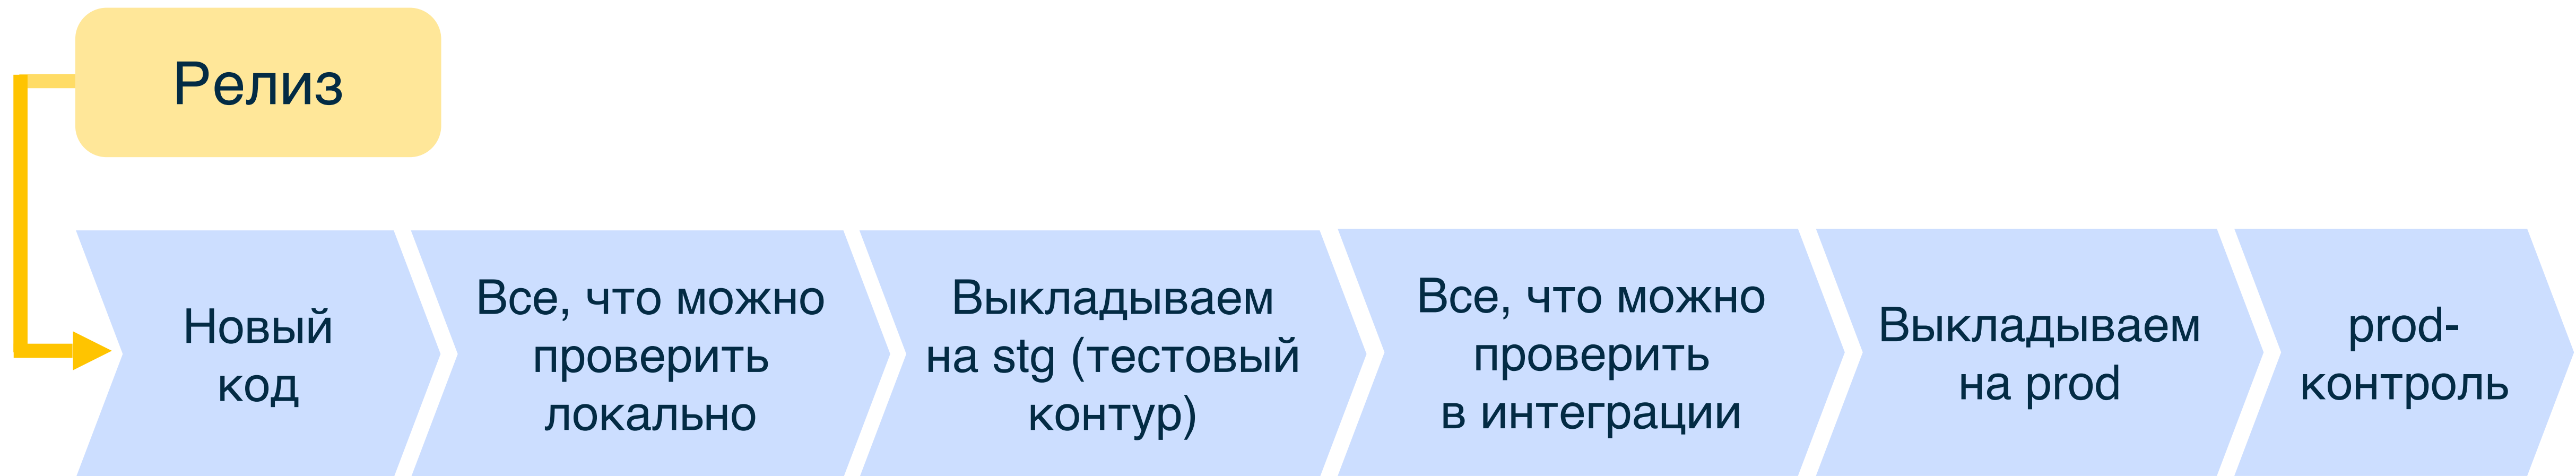 Релиз
Новый
код
Все, что можно
проверить
локально
Выкладываем
на stg (тестовый
контур)
Все, что можно
проверить
в интеграции
Выкладываем
на prod
prod-
контроль